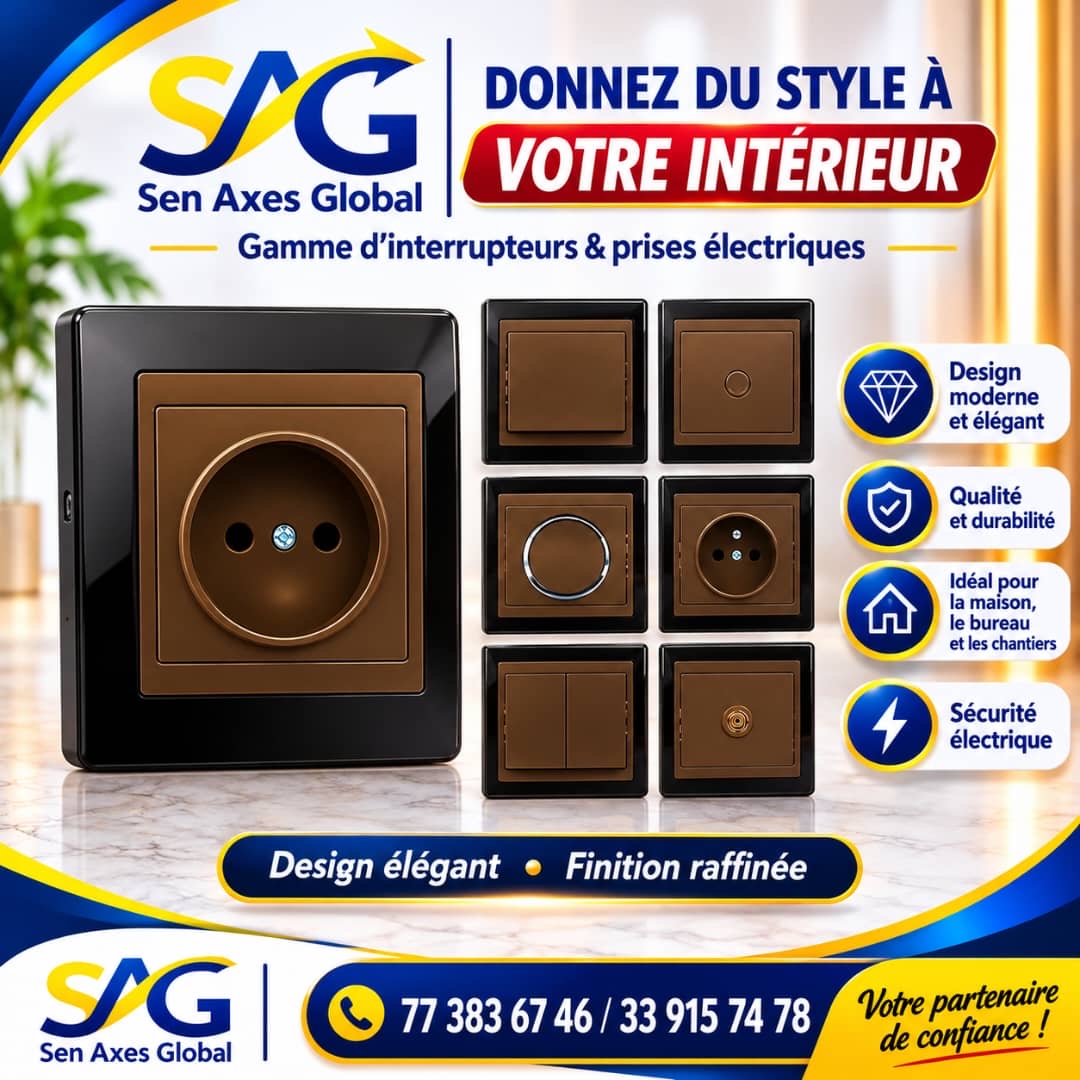 SAG
Sen Axes Global
DONNEZ DU STYLE À
VOTRE INTÉRIEUR
Gamme d'interrupteurs & prises électriques
Design
moderne
et élégant
Qualité
et durabilité
Idéal pour
la maison,
le bureau
et les chantiers
Sécurité
électrique
Design élégant • Finition raffinée
SAG
Sen Axes Global
77 383 67 46 / 33 915 74 78
Votre partenaire
de confiance !